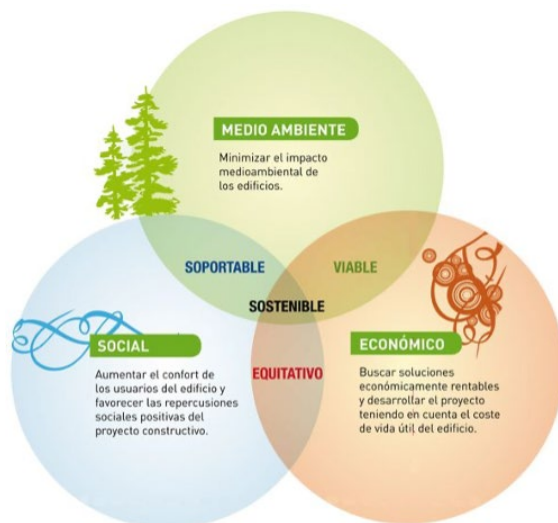 MEDIO AMBIENTE
Minimizar el impacto
medioambiental de
los edificios.
SOPORTABLE
VIABLE
SOSTENIBLE
SOCIAL
Aumentar el confort de
los usuarios del edificio y
favorecer las repercusiones
sociales positivas del
proyecto constructivo.
EQUITATIVO
ECONÓMICO
Buscar soluciones
económicamente rentables
y desarrollar el proyecto
teniendo en cuenta el coste
de vida útil del edificio.